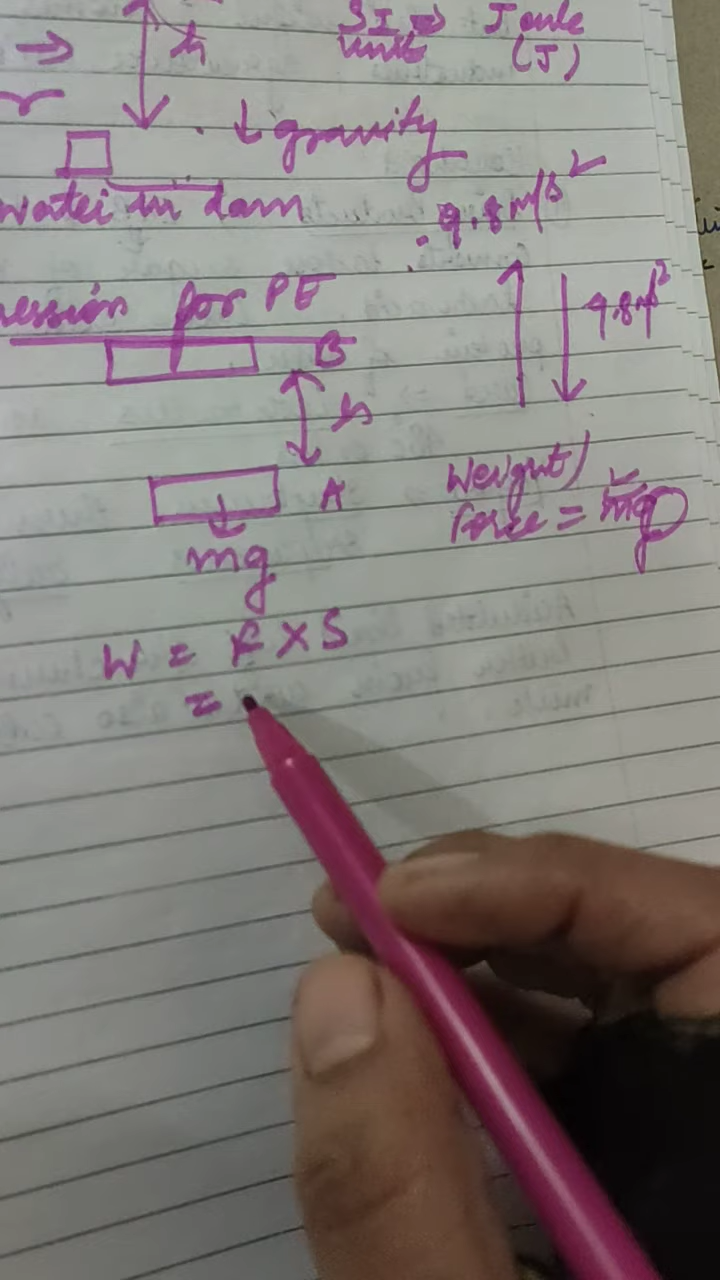 SI ⇒ Joule
→ h unit (J)
↓ gravity
water in dam
9.8 m/s²
ression for PE
9.8 m/s²
B
h
A
Weight/
force = mg
mg
W = F × S
=